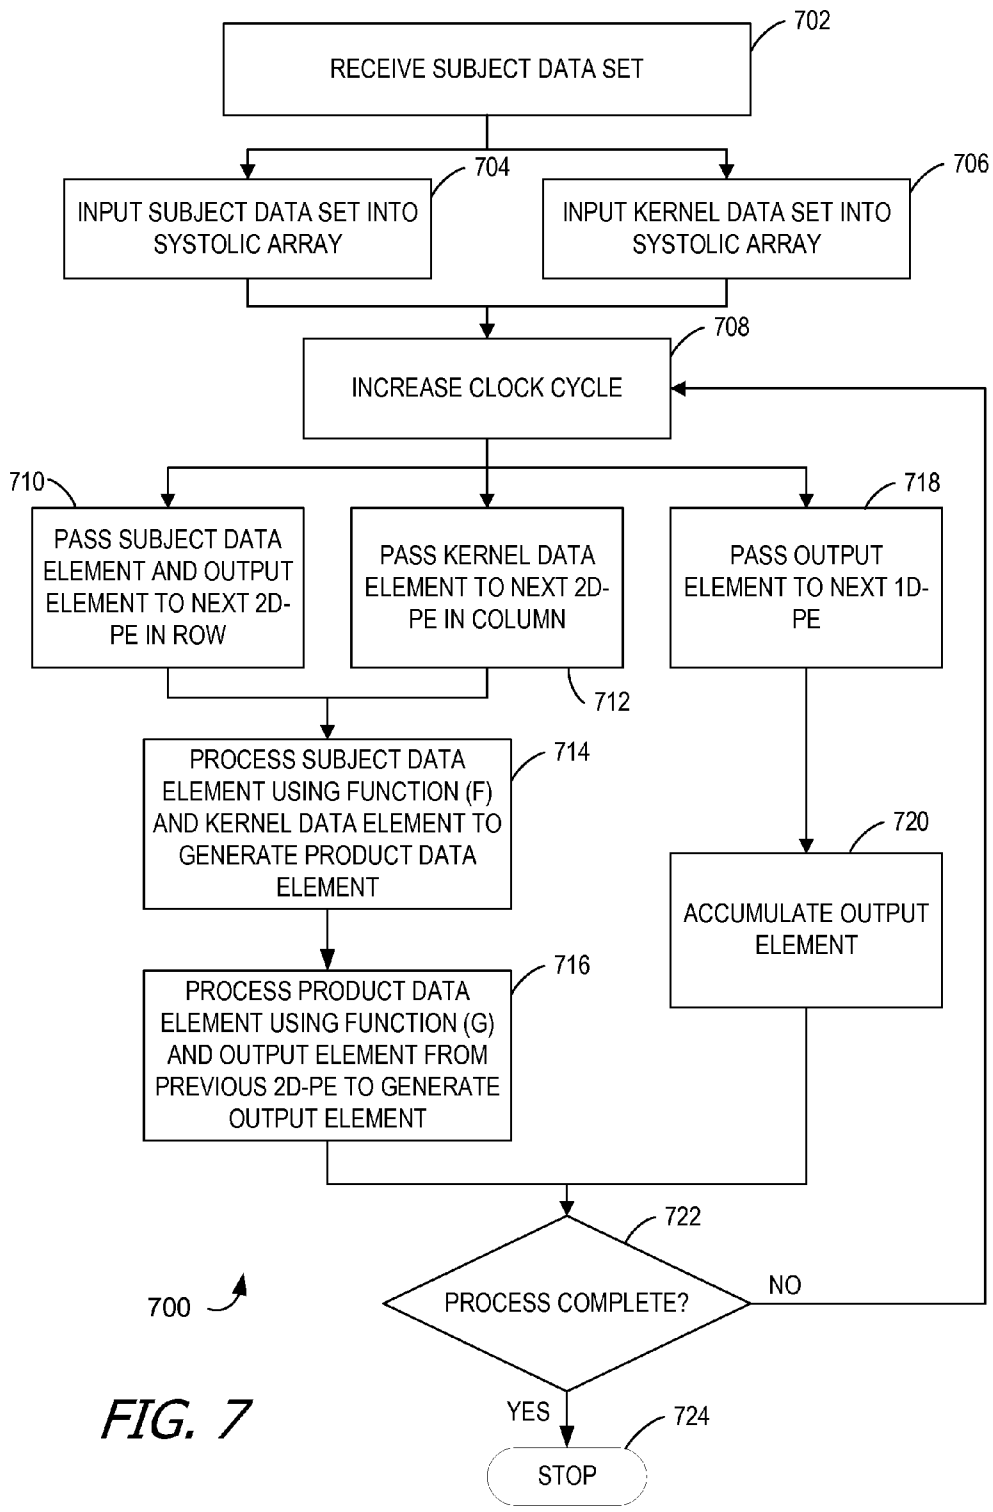 702
RECEIVE SUBJECT DATA SET
704
706
INPUT SUBJECT DATA SET INTO
SYSTOLIC ARRAY
INPUT KERNEL DATA SET INTO
SYSTOLIC ARRAY
708
INCREASE CLOCK CYCLE
710
718
PASS SUBJECT DATA
ELEMENT AND OUTPUT
ELEMENT TO NEXT 2D-
PE IN ROW
PASS KERNEL DATA
ELEMENT TO NEXT 2D-
PE IN COLUMN
PASS OUTPUT
ELEMENT TO NEXT 1D-
PE
712
714
PROCESS SUBJECT DATA
ELEMENT USING FUNCTION (F)
AND KERNEL DATA ELEMENT TO
GENERATE PRODUCT DATA
ELEMENT
720
ACCUMULATE OUTPUT
ELEMENT
716
PROCESS PRODUCT DATA
ELEMENT USING FUNCTION (G)
AND OUTPUT ELEMENT FROM
PREVIOUS 2D-PE TO GENERATE
OUTPUT ELEMENT
722
PROCESS COMPLETE?
NO
700
YES
FIG. 7
724
STOP